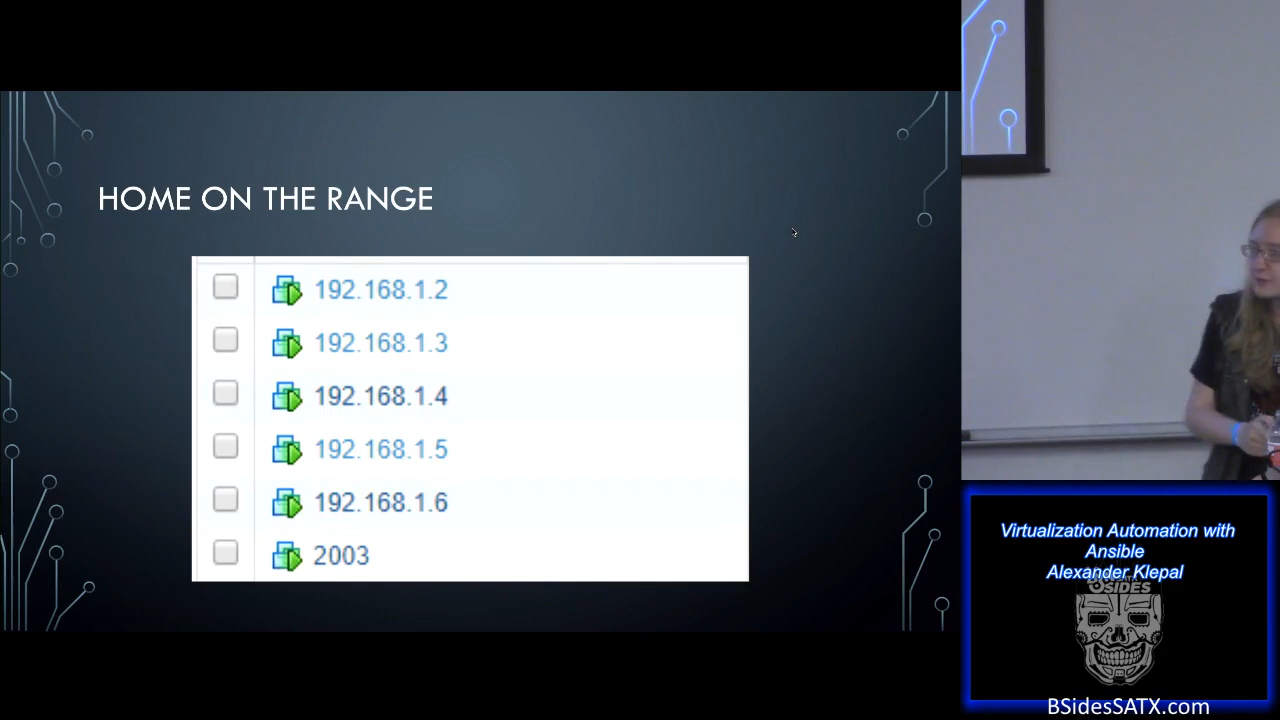 HOME ON THE RANGE
192.168.1.2
192.168.1.3
192.168.1.4
192.168.1.5
192.168.1.6
2003
Virtualization Automation with
Ansible
Alexander Klepal
BSIDES
BSidesSATX.com